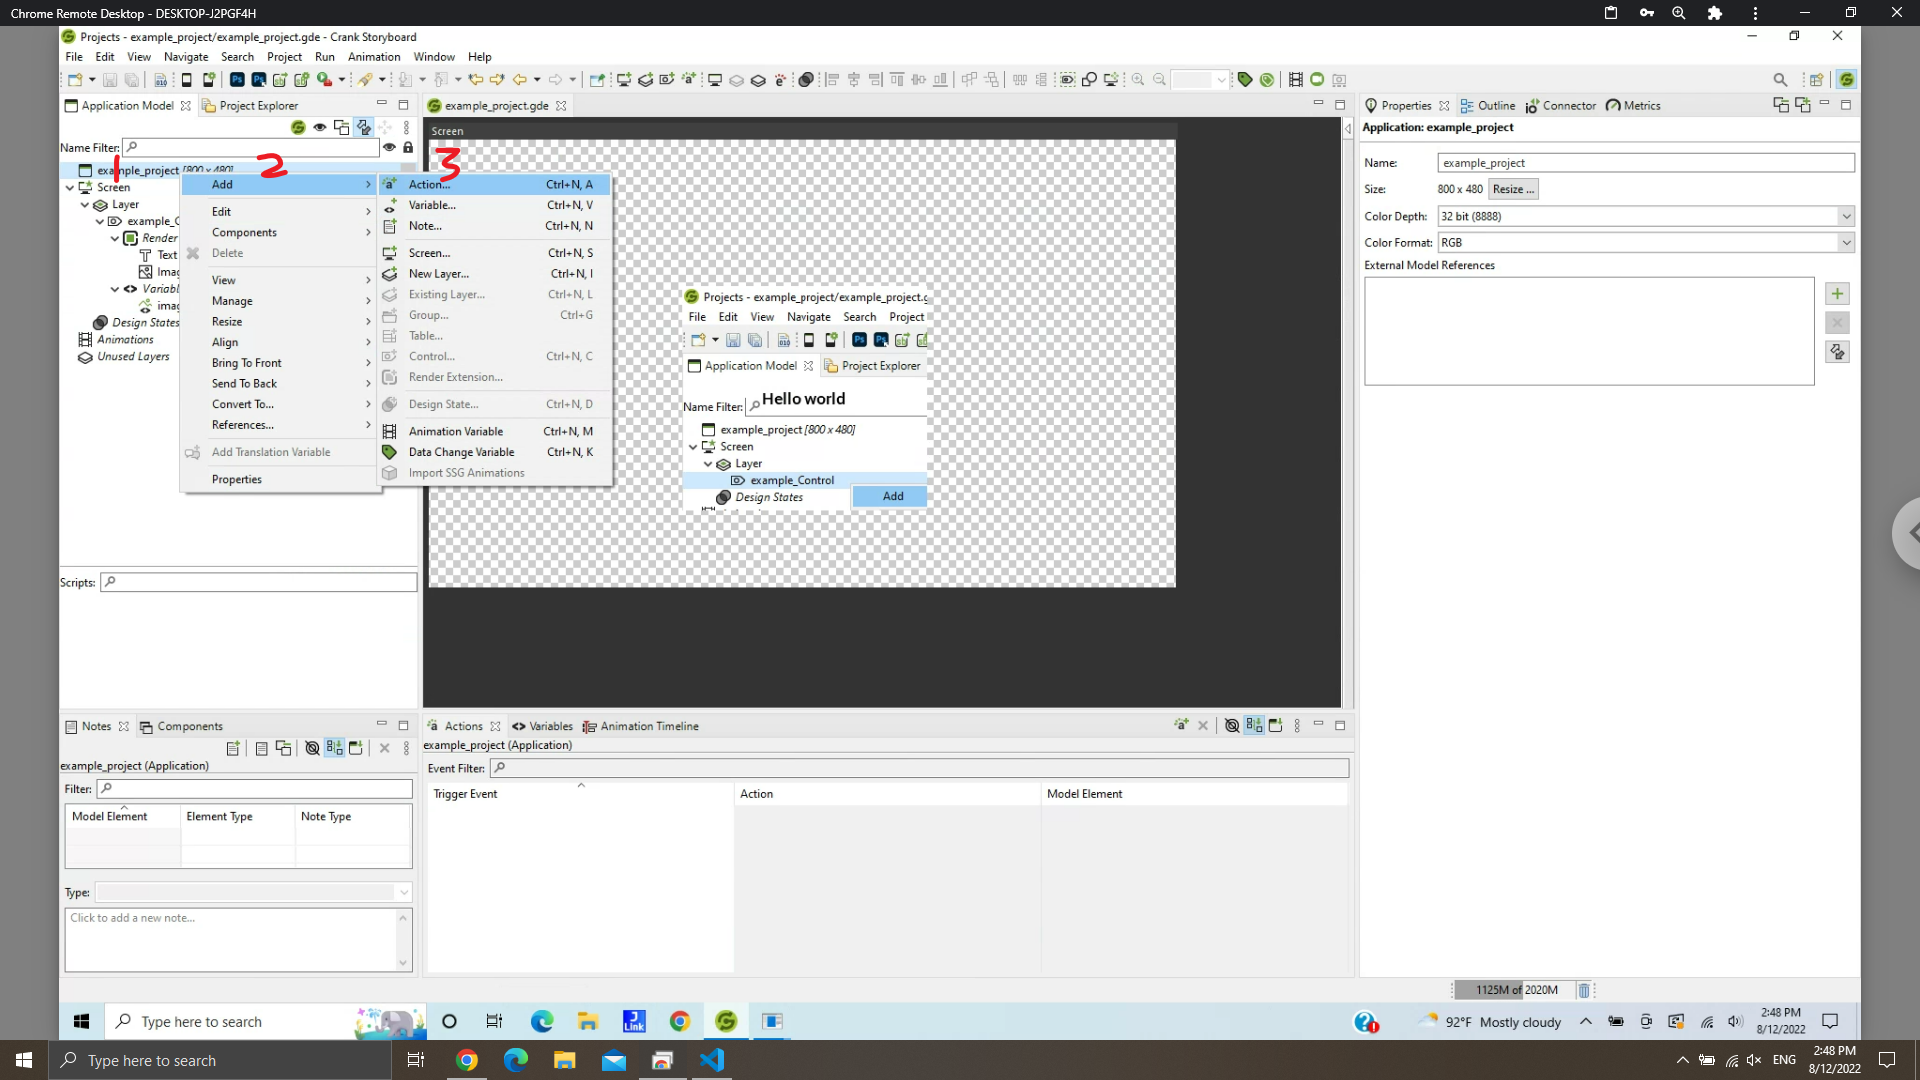 Chrome Remote Desktop - DESKTOP-J2PGF4H
Projects - example_project/example_project.gde - Crank Storyboard
File Edit View Navigate Search Project Run Animation Window Help
Application Model Project Explorer
Name Filter:
1 2 3
example_project [800 x 480]
Screen
Layer
example_C
Render
Text
Imag
Variabl
imag
Design States
Animations
Unused Layers
Add
Edit
Components
Delete
View
Manage
Resize
Align
Bring To Front
Send To Back
Convert To...
References...
Add Translation Variable
Properties
Action... Ctrl+N, A
Variable... Ctrl+N, V
Note... Ctrl+N, N
Screen... Ctrl+N, S
New Layer... Ctrl+N, I
Existing Layer... Ctrl+N, L
Group... Ctrl+G
Table...
Control... Ctrl+N, C
Render Extension...
Design State... Ctrl+N, D
Animation Variable Ctrl+N, M
Data Change Variable Ctrl+N, K
Import SSG Animations
Scripts:
example_project.gde
Screen
Projects - example_project/example_project.g
File Edit View Navigate Search Project
010 Ps Ps
Application Model Project Explorer
Hello world
Name Filter:
example_project [800 x 480]
Screen
Layer
example_Control
Design States
Add
Properties Outline Connector Metrics
Application: example_project
Name: example_project
Size: 800 x 480 Resize ...
Color Depth: 32 bit (8888)
Color Format: RGB
External Model References
Notes Components
example_project (Application)
Filter:
Model Element Element Type Note Type
Type:
Click to add a new note...
Actions Variables Animation Timeline
example_project (Application)
Event Filter:
Trigger Event Action Model Element
1125M of 2020M
Type here to search
J Link
92°F Mostly cloudy
2:48 PM
8/12/2022
Type here to search
ENG
2:48 PM
8/12/2022